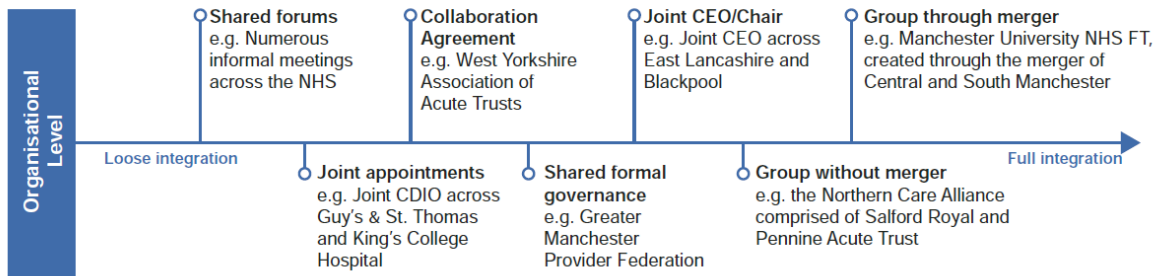 Organisational
Level
Shared forums
e.g. Numerous
informal meetings
across the NHS
Collaboration
Agreement
e.g. West Yorkshire
Association of
Acute Trusts
Joint CEO/Chair
e.g. Joint CEO across
East Lancashire and
Blackpool
Group through merger
e.g. Manchester University NHS FT,
created through the merger of
Central and South Manchester
Loose integration
Full integration
Joint appointments
e.g. Joint CDIO across
Guy's & St. Thomas
and King's College
Hospital
Shared formal
governance
e.g. Greater
Manchester
Provider Federation
Group without merger
e.g. the Northern Care Alliance
comprised of Salford Royal and
Pennine Acute Trust